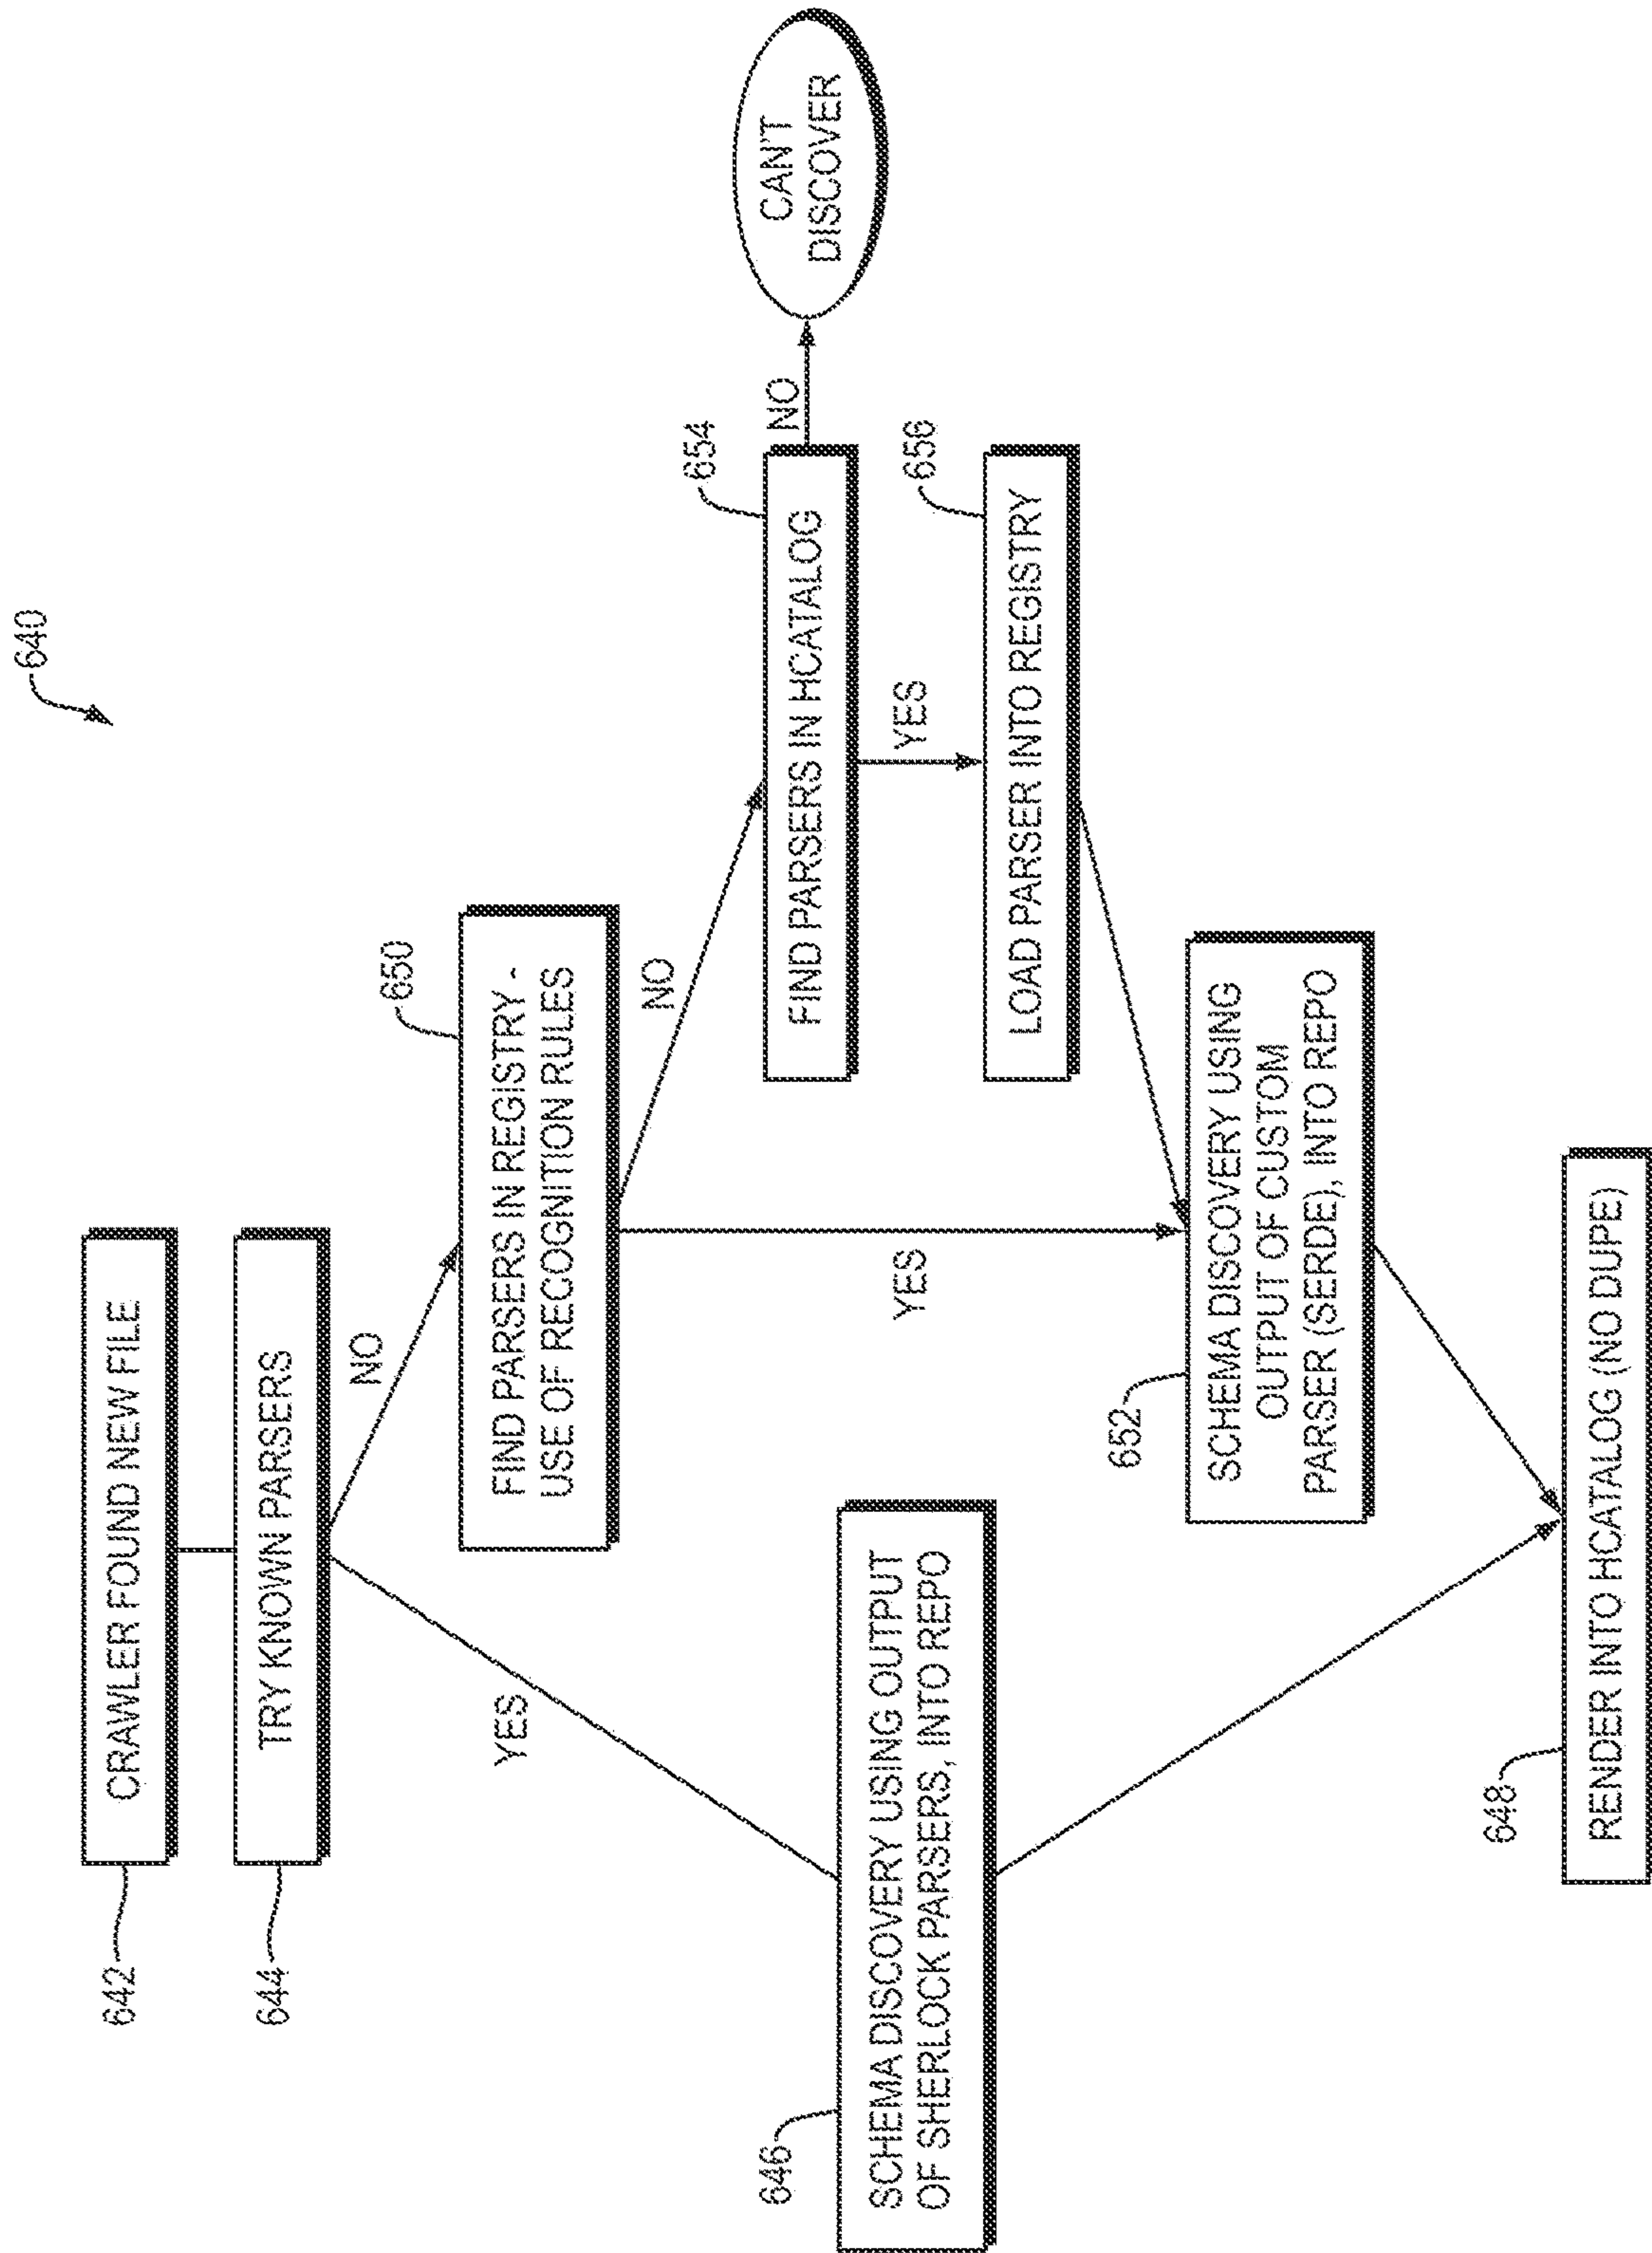 640
642
CRAWLER FOUND NEW FILE
644
TRY KNOWN PARSERS
NO
YES
650
FIND PARSERS IN REGISTRY -
USE OF RECOGNITION RULES
NO
YES
654
FIND PARSERS IN HCATALOG
NO
CAN'T
DISCOVER
YES
656
LOAD PARSER INTO REGISTRY
646
SCHEMA DISCOVERY USING OUTPUT
OF SHERLOCK PARSERS, INTO REPO
652
SCHEMA DISCOVERY USING
OUTPUT OF CUSTOM
PARSER (SERDE), INTO REPO
648
RENDER INTO HCATALOG (NO DUPE)